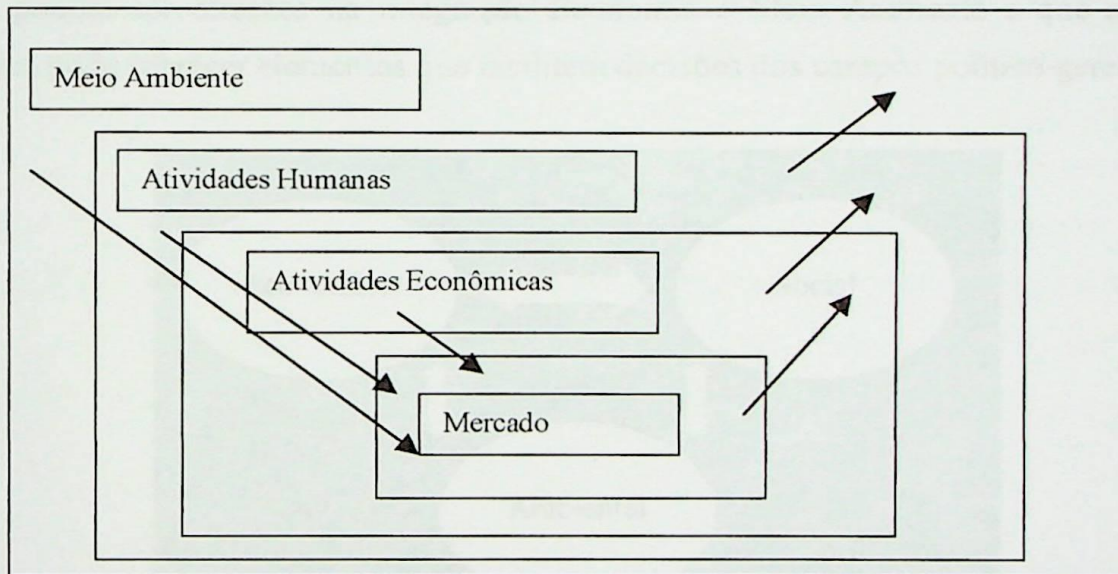 Meio Ambiente
Atividades Humanas
Atividades Econômicas
Mercado